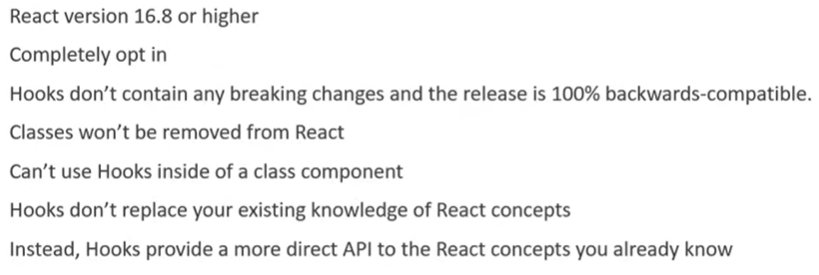 React version 16.8 or higher
Completely opt in
Hooks don’t contain any breaking changes and the release is 100% backwards-compatible.
Classes won’t be removed from React
Can’t use Hooks inside of a class component
Hooks don’t replace your existing knowledge of React concepts
Instead, Hooks provide a more direct API to the React concepts you already know